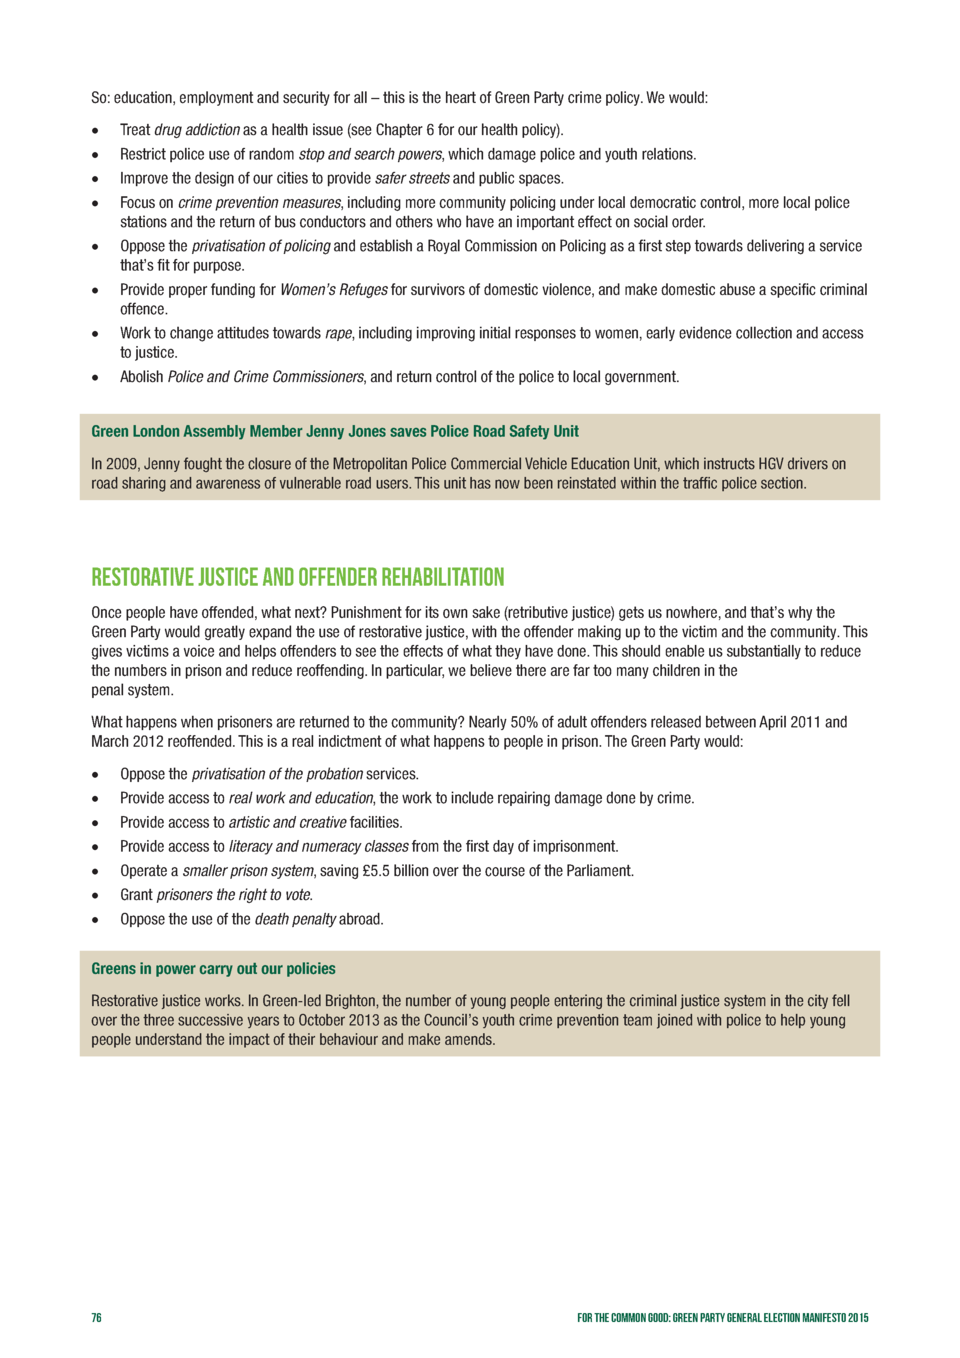 So: education, employment and security for all – this is the heart of Green Party crime policy. We would:
• Treat drug addiction as a health issue (see Chapter 6 for our health policy).
• Restrict police use of random stop and search powers, which damage police and youth relations.
• Improve the design of our cities to provide safer streets and public spaces.
• Focus on crime prevention measures, including more community policing under local democratic control, more local police
stations and the return of bus conductors and others who have an important effect on social order.
• Oppose the privatisation of policing and establish a Royal Commission on Policing as a first step towards delivering a service
that's fit for purpose.
• Provide proper funding for Women's Refuges for survivors of domestic violence, and make domestic abuse a specific criminal
offence.
• Work to change attitudes towards rape, including improving initial responses to women, early evidence collection and access
to justice.
• Abolish Police and Crime Commissioners, and return control of the police to local government.
Green London Assembly Member Jenny Jones saves Police Road Safety Unit
In 2009, Jenny fought the closure of the Metropolitan Police Commercial Vehicle Education Unit, which instructs HGV drivers on
road sharing and awareness of vulnerable road users. This unit has now been reinstated within the traffic police section.
RESTORATIVE JUSTICE AND OFFENDER REHABILITATION
Once people have offended, what next? Punishment for its own sake (retributive justice) gets us nowhere, and that's why the
Green Party would greatly expand the use of restorative justice, with the offender making up to the victim and the community. This
gives victims a voice and helps offenders to see the effects of what they have done. This should enable us substantially to reduce
the numbers in prison and reduce reoffending. In particular, we believe there are far too many children in the
penal system.
What happens when prisoners are returned to the community? Nearly 50% of adult offenders released between April 2011 and
March 2012 reoffended. This is a real indictment of what happens to people in prison. The Green Party would:
• Oppose the privatisation of the probation services.
• Provide access to real work and education, the work to include repairing damage done by crime.
• Provide access to artistic and creative facilities.
• Provide access to literacy and numeracy classes from the first day of imprisonment.
• Operate a smaller prison system, saving £5.5 billion over the course of the Parliament.
• Grant prisoners the right to vote.
• Oppose the use of the death penalty abroad.
Greens in power carry out our policies
Restorative justice works. In Green-led Brighton, the number of young people entering the criminal justice system in the city fell
over the three successive years to October 2013 as the Council's youth crime prevention team joined with police to help young
people understand the impact of their behaviour and make amends.
76 FOR THE COMMON GOOD: GREEN PARTY GENERAL ELECTION MANIFESTO 2015